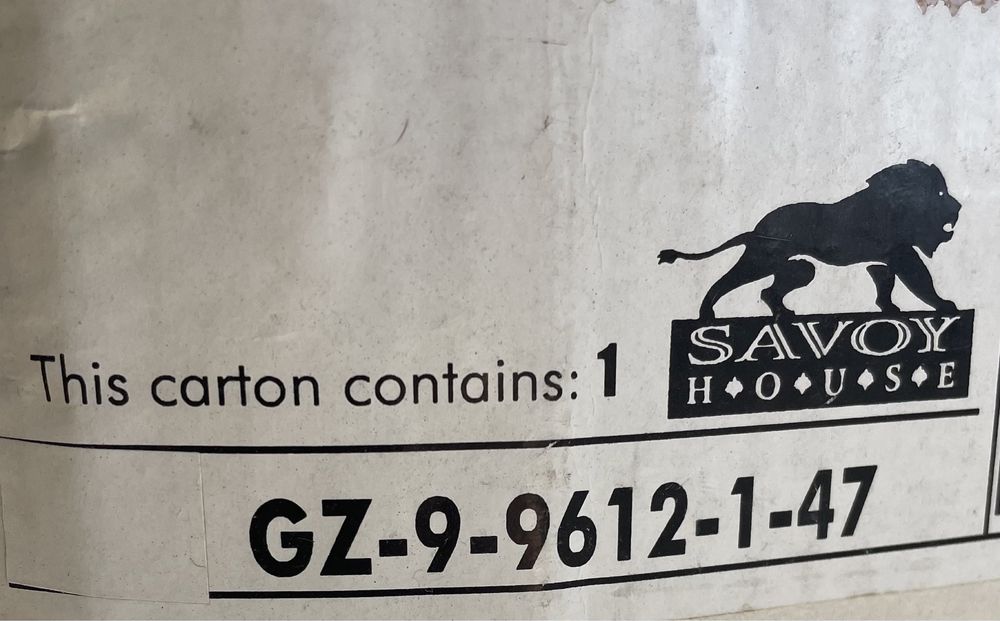 This carton contains: 1
SAVOY
H♦O♦U♦S♦E
GZ-9-9612-1-47